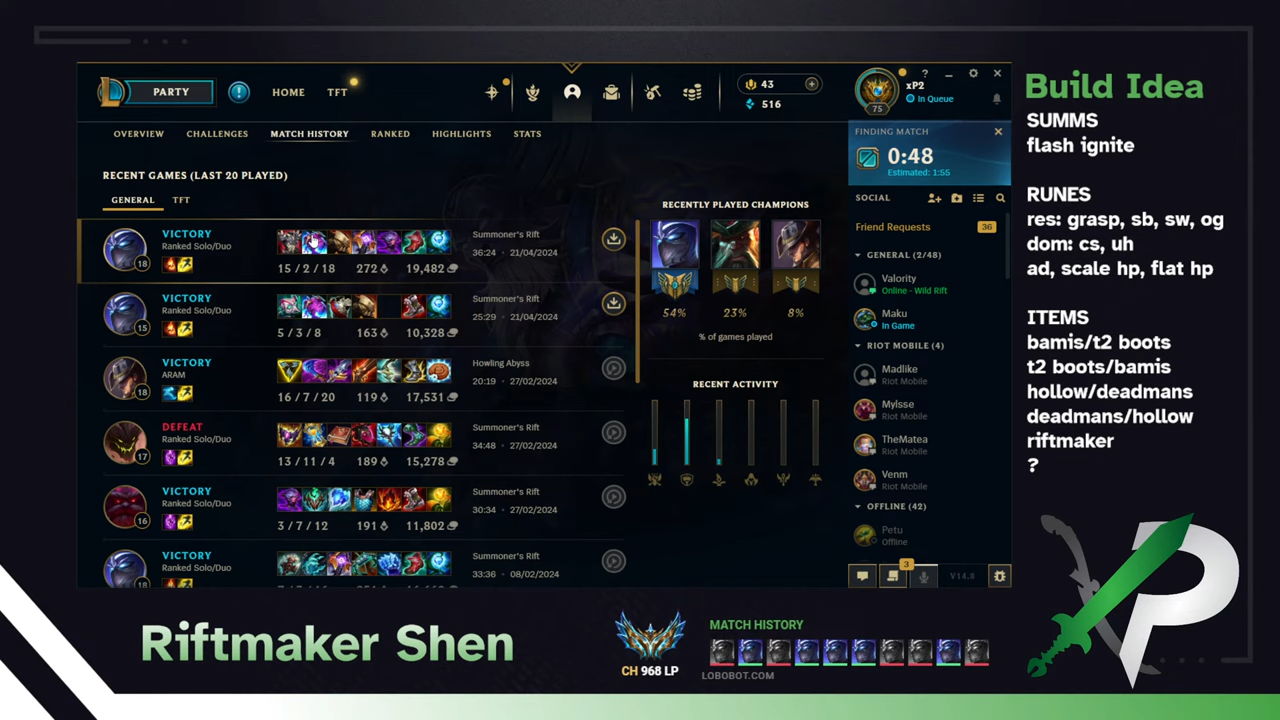 PARTY
HOME
TFT
43
516
?
75
xP2
In Queue
OVERVIEW
CHALLENGES
MATCH HISTORY
RANKED
HIGHLIGHTS
STATS
RECENT GAMES (LAST 20 PLAYED)
GENERAL
TFT
VICTORY
Ranked Solo/Duo
18
15 / 2 / 18
272
19,482
Summoner's Rift
36:24 • 21/04/2024
VICTORY
Ranked Solo/Duo
15
5 / 3 / 8
163
10,328
Summoner's Rift
25:29 • 21/04/2024
VICTORY
ARAM
18
16 / 7 / 20
119
17,531
Howling Abyss
20:19 • 27/02/2024
DEFEAT
Ranked Solo/Duo
17
13 / 11 / 4
189
15,278
Summoner's Rift
34:48 • 27/02/2024
VICTORY
Ranked Solo/Duo
16
3 / 7 / 12
191
11,802
Summoner's Rift
30:34 • 27/02/2024
VICTORY
Ranked Solo/Duo
18
Summoner's Rift
33:36 • 08/02/2024
RECENTLY PLAYED CHAMPIONS
54%
23%
8%
% of games played
RECENT ACTIVITY
FINDING MATCH
0:48
Estimated: 1:55
SOCIAL
Friend Requests
36
GENERAL (2/48)
Valority
Online - Wild Rift
Maku
In Game
RIOT MOBILE (4)
Madlike
Riot Mobile
Mylsse
Riot Mobile
TheMatea
Riot Mobile
Venm
Riot Mobile
OFFLINE (42)
Petu
Offline
3
V14.8
Build Idea
SUMMS
flash ignite
RUNES
res: grasp, sb, sw, og
dom: cs, uh
ad, scale hp, flat hp
ITEMS
bamis/t2 boots
t2 boots/bamis
hollow/deadmans
deadmans/hollow
riftmaker
?
Riftmaker Shen
CH 968 LP
MATCH HISTORY
LOBOBOT.COM
P